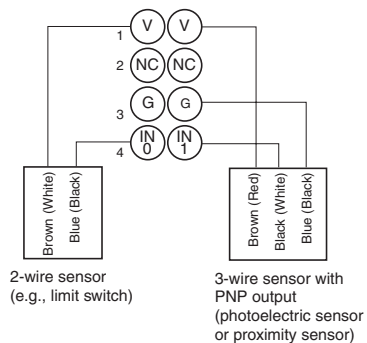 1 V V
2 NC NC
3 G G
4 IN 0 IN 1
Brown (White)
Blue (Black)
Brown (Red)
Black (White)
Blue (Black)
2-wire sensor
(e.g., limit switch)
3-wire sensor with
PNP output
(photoelectric sensor
or proximity sensor)